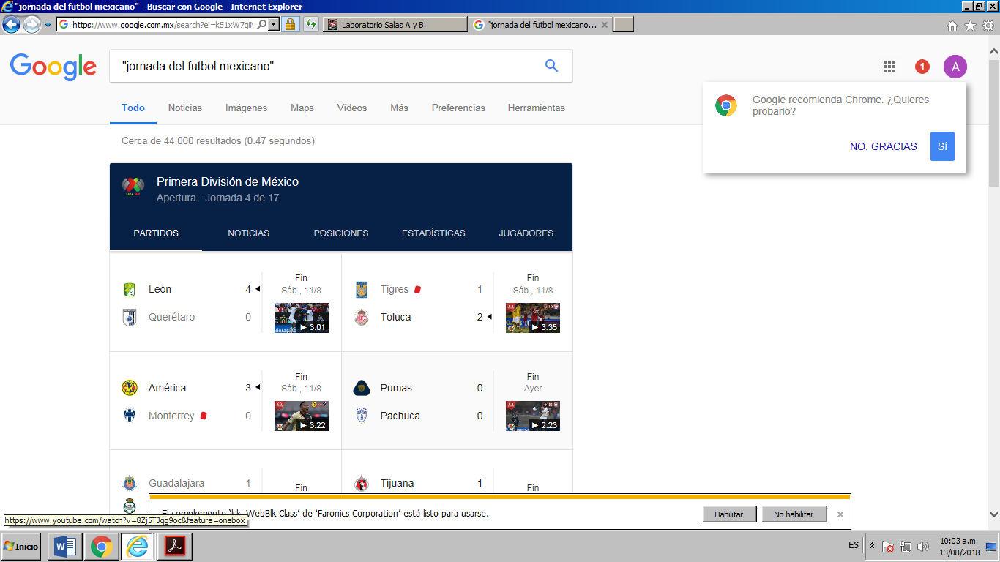 "jornada del futbol mexicano" - Buscar con Google - Internet Explorer
https://www.google.com.mx/search?ei=k51xW7qiN
Laboratorio Salas A y B
"jornada del futbol mexicano...
Google
"jornada del futbol mexicano"
1
A
Google recomienda Chrome. ¿Quieres
probarlo?
NO, GRACIAS
SÍ
Todo Noticias Imágenes Maps Vídeos Más Preferencias Herramientas
Cerca de 44,000 resultados (0.47 segundos)
Primera División de México
Apertura · Jornada 4 de 17
PARTIDOS NOTICIAS POSICIONES ESTADÍSTICAS JUGADORES
León 4
Querétaro 0
Fin
Sáb., 11/8
3:01
Tigres 1
Toluca 2
Fin
Sáb., 11/8
3:35
América 3
Monterrey 0
Fin
Sáb., 11/8
3:22
Pumas 0
Pachuca 0
Fin
Ayer
2:23
Guadalajara 1
Fin
Tijuana 1
Fin
El complemento 'lsk WebBlk Class' de 'Faronics Corporation' está listo para usarse.
Habilitar
No habilitar
https://www.youtube.com/watch?v=8Zj5TJqg9oc&feature=onebox
Inicio
ES
10:03 a.m.
13/08/2018